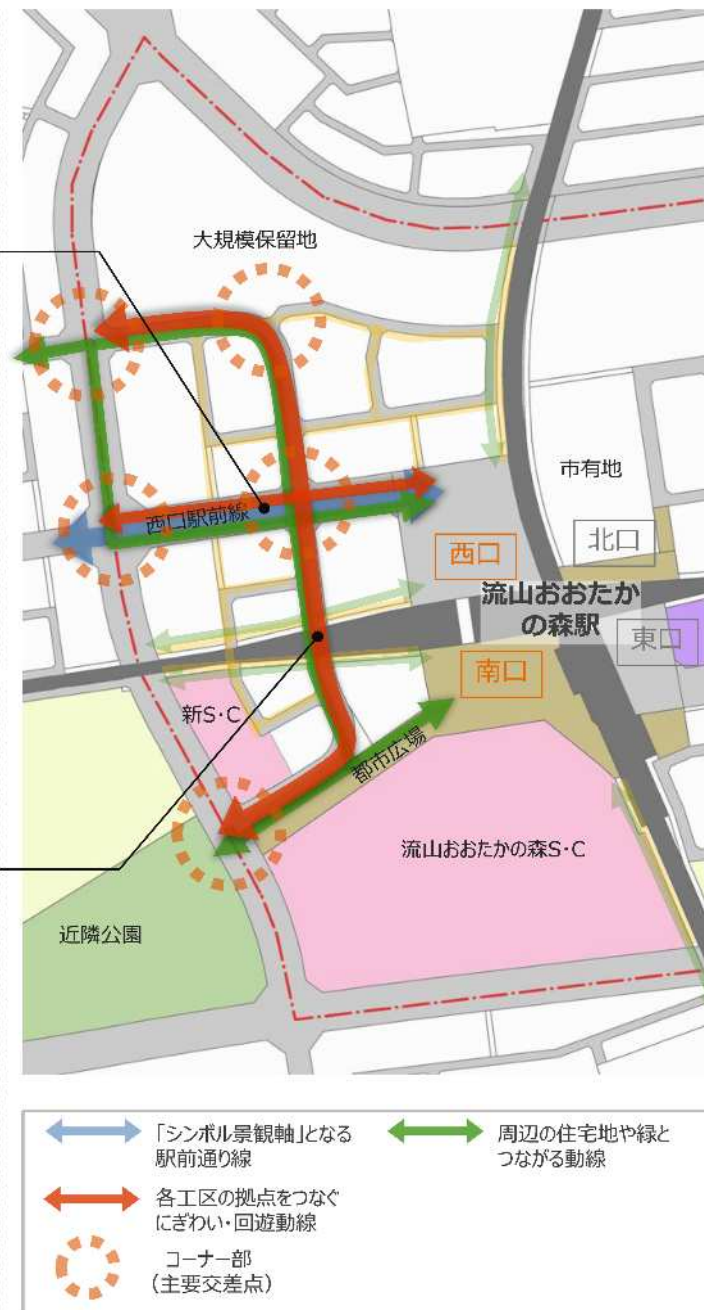 大規模保留地
市有地
西口駅前線
北口
西口
流山おおたか
の森駅
東口
南口
新S・C
都市広場
流山おおたかの森S・C
近隣公園
「シンボル景観軸」となる
駅前通り線
周辺の住宅地や緑と
つながる動線
各工区の拠点をつなぐ
にぎわい・回遊動線
コーナー部
(主要交差点)